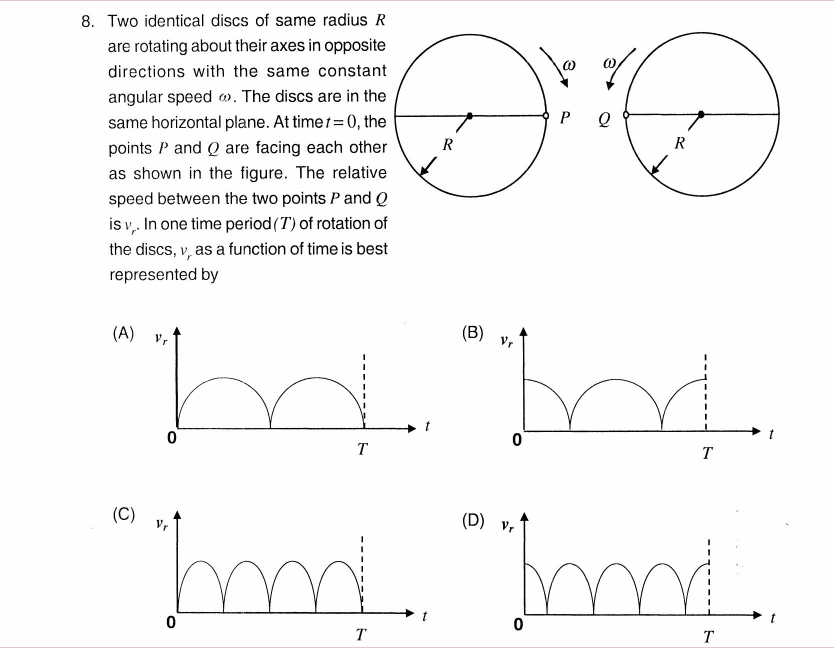 8. Two identical discs of same radius R
are rotating about their axes in opposite
directions with the same constant
angular speed ω. The discs are in the
same horizontal plane. At time t = 0, the
points P and Q are facing each other
as shown in the figure. The relative
speed between the two points P and Q
is vᵣ. In one time period (T) of rotation of
the discs, vᵣ as a function of time is best
represented by
ω ω
P Q
R R
(A) vᵣ
0 T t
(B) vᵣ
0 T t
(C) vᵣ
0 T t
(D) vᵣ
0 T t